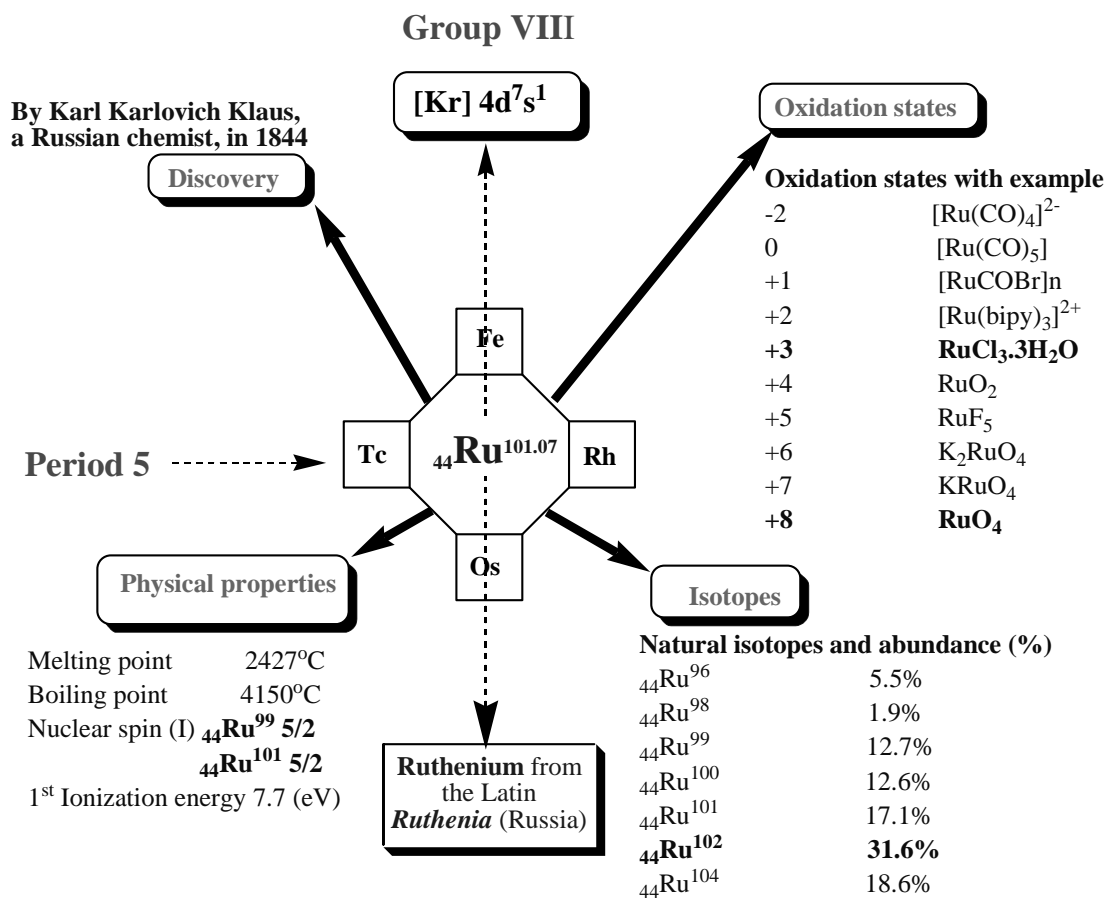 Group VIII
[Kr] 4d⁷s¹
By Karl Karlovich Klaus,
a Russian chemist, in 1844
Discovery
Oxidation states
Oxidation states with example
-2 [Ru(CO)₄]²⁻
0 [Ru(CO)₅]
+1 [RuCOBr]n
+2 [Ru(bipy)₃]²⁺
+3 RuCl₃.3H₂O
+4 RuO₂
+5 RuF₅
+6 K₂RuO₄
+7 KRuO₄
+8 RuO₄
Fe
Period 5
Tc
₄₄Ru¹⁰¹·⁰⁷
Rh
Os
Physical properties
Melting point 2427°C
Boiling point 4150°C
Nuclear spin (I) ₄₄Ru⁹⁹ 5/2
₄₄Ru¹⁰¹ 5/2
1ˢᵗ Ionization energy 7.7 (eV)
Ruthenium from
the Latin
Ruthenia (Russia)
Isotopes
Natural isotopes and abundance (%)
₄₄Ru⁹⁶ 5.5%
₄₄Ru⁹⁸ 1.9%
₄₄Ru⁹⁹ 12.7%
₄₄Ru¹⁰⁰ 12.6%
₄₄Ru¹⁰¹ 17.1%
₄₄Ru¹⁰² 31.6%
₄₄Ru¹⁰⁴ 18.6%